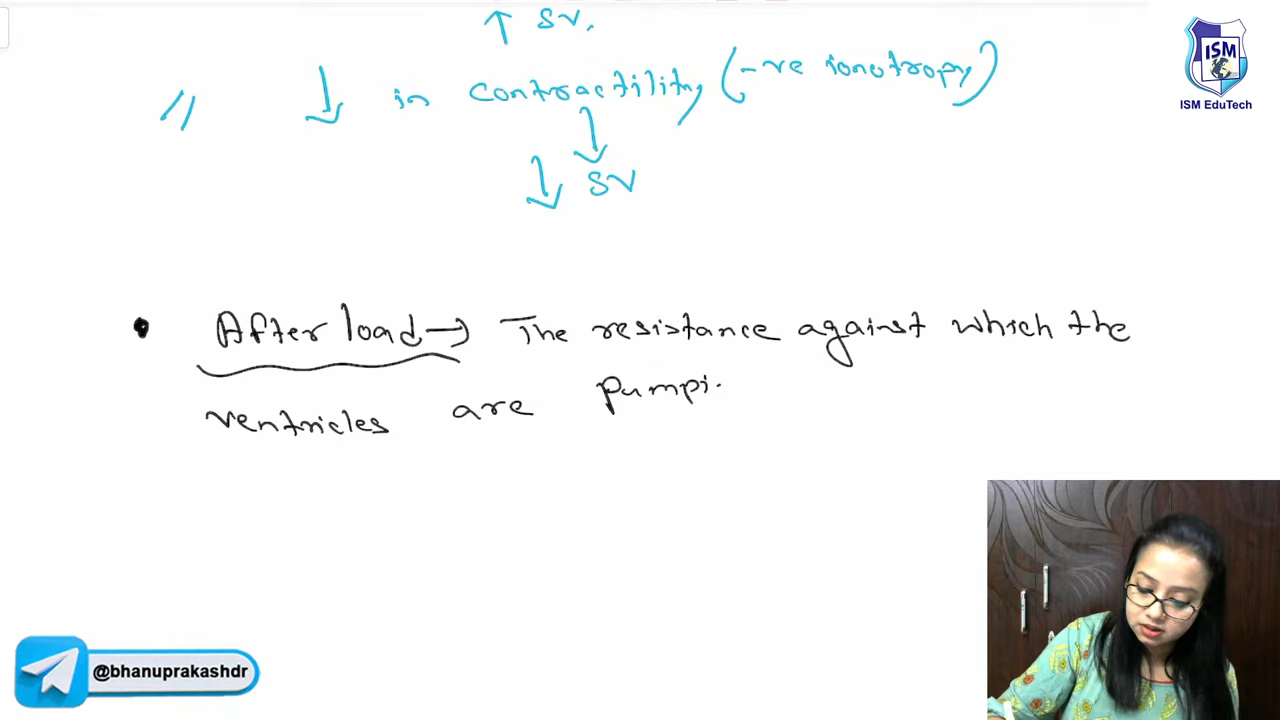 ↑ SV.
ISM
ISM EduTech
// ↓ in contractility (-ve ionotropy)
↓
↓ SV
• After load → The resistance against which the
ventricles are pumpi.
@bhanuprakashdr